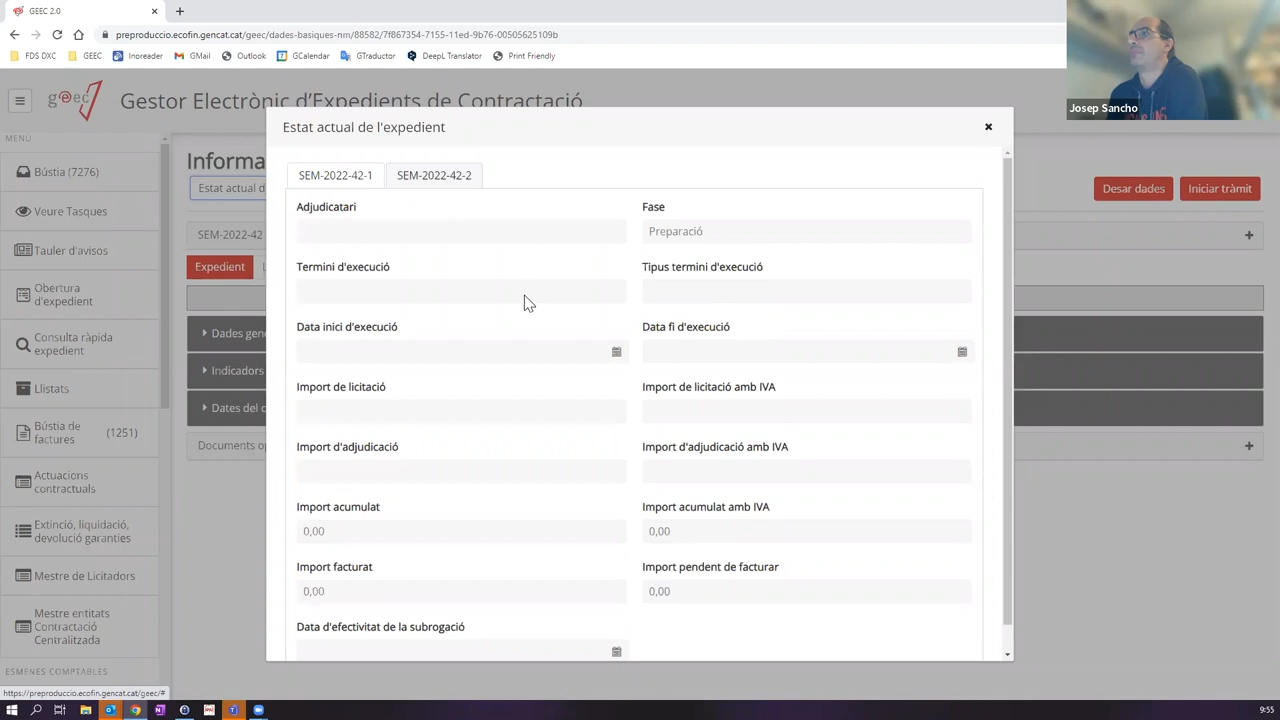 GEEC 2.0
preproduccio.ecofin.gencat.cat/geec/dades-basiques-nm/88582/7f867354-7155-11ed-9b76-00505625109b
FDS DXC GEEC Inoreader GMail Outlook GCalendar GTraductor DeepL Translator Print Friendly
Josep Sancho
geec Gestor Electrònic d'Expedients de Contractació
MENÚ
Informa
Estat actual d
Desar dades Iniciar tràmit
SEM-2022-42
Expedient
Dades gene
Indicadors
Dates del c
Documents op
Bústia (7276)
Veure Tasques
Tauler d'avisos
Obertura
d'expedient
Consulta ràpida
expedient
Llistats
Bústia de
factures (1251)
Actuacions
contractuals
Extinció, liquidació,
devolució garanties
Mestre de Licitadors
Mestre entitats
Contractació
Centralitzada
ESMENES COMPTABLES
https://preproduccio.ecofin.gencat.cat/geec/#
Estat actual de l'expedient
SEM-2022-42-1 SEM-2022-42-2
Adjudicatari Fase
Preparació
Termini d'execució Tipus termini d'execució
Data inici d'execució Data fi d'execució
Import de licitació Import de licitació amb IVA
Import d'adjudicació Import d'adjudicació amb IVA
Import acumulat Import acumulat amb IVA
0,00 0,00
Import facturat Import pendent de facturar
0,00 0,00
Data d'efectivitat de la subrogació
9:55